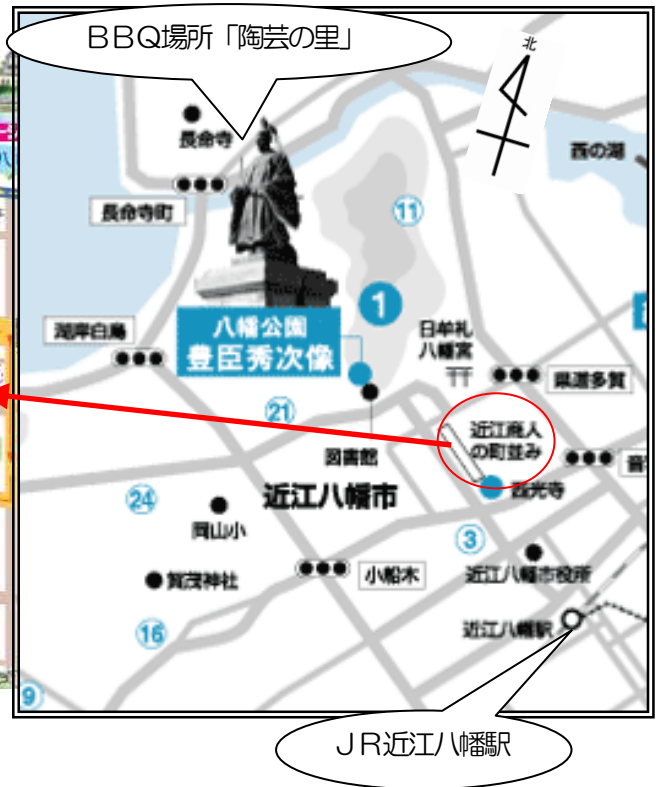 BBQ場所「陶芸の里」
北
長命寺
西の湖
長命寺町
11
1
八幡公園
豊臣秀次像
湖岸白鳥
日牟礼
八幡宮
県道多賀
21
近江商人
の町並み
図書館
音
西光寺
近江八幡市
24
岡山小
3
小船木
近江八幡市役所
賀茂神社
16
近江八幡駅
9
JR近江八幡駅